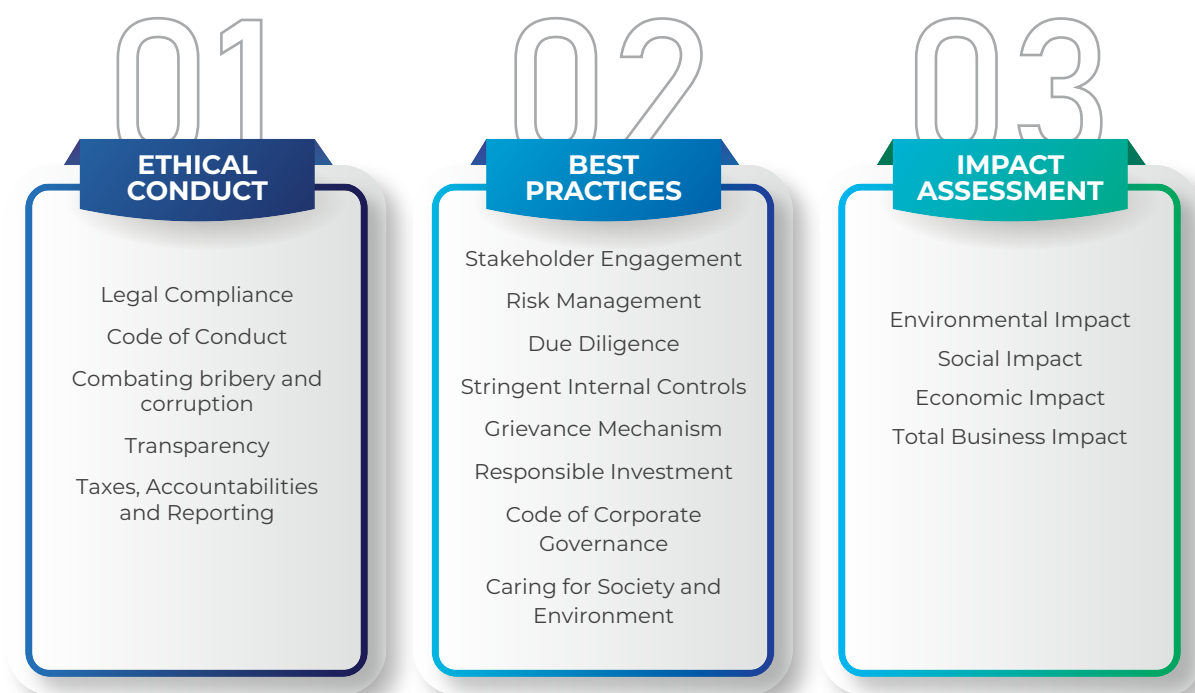 01
ETHICAL
CONDUCT
Legal Compliance
Code of Conduct
Combating bribery and
corruption
Transparency
Taxes, Accountabilities
and Reporting
02
BEST
PRACTICES
Stakeholder Engagement
Risk Management
Due Diligence
Stringent Internal Controls
Grievance Mechanism
Responsible Investment
Code of Corporate
Governance
Caring for Society and
Environment
03
IMPACT
ASSESSMENT
Environmental Impact
Social Impact
Economic Impact
Total Business Impact